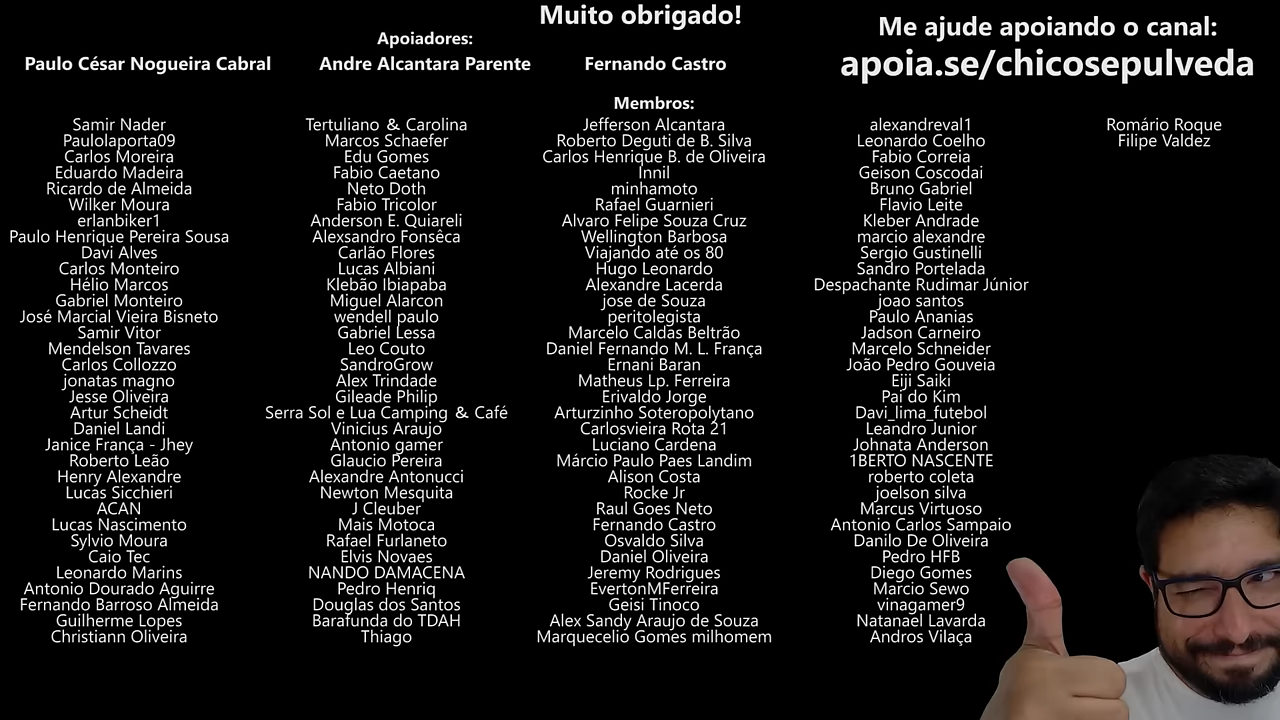 Muito obrigado!
Apoiadores:
Paulo César Nogueira Cabral
Andre Alcantara Parente
Fernando Castro
Me ajude apoiando o canal:
apoia.se/chicosepulveda
Membros:
Samir Nader
Paulolaporta09
Carlos Moreira
Eduardo Madeira
Ricardo de Almeida
Wilker Moura
erlanbiker1
Paulo Henrique Pereira Sousa
Davi Alves
Carlos Monteiro
Hélio Marcos
Gabriel Monteiro
José Marcial Vieira Bisneto
Samir Vitor
Mendelson Tavares
Carlos Collozzo
jonatas magno
Jesse Oliveira
Artur Scheidt
Daniel Landi
Janice França - Jhey
Roberto Leão
Henry Alexandre
Lucas Sicchieri
ACAN
Lucas Nascimento
Sylvio Moura
Caio Tec
Leonardo Marins
Antonio Dourado Aguirre
Fernando Barroso Almeida
Guilherme Lopes
Christiann Oliveira
Tertuliano & Carolina
Marcos Schaefer
Edu Gomes
Fabio Caetano
Neto Doth
Fabio Tricolor
Anderson E. Quiareli
Alexsandro Fonsêca
Carlão Flores
Lucas Albiani
Klebão Ibiapaba
Miguel Alarcon
wendell paulo
Gabriel Lessa
Leo Couto
SandroGrow
Alex Trindade
Gileade Philip
Serra Sol e Lua Camping & Café
Vinicius Araujo
Antonio gamer
Glaucio Pereira
Alexandre Antonucci
Newton Mesquita
J Cleuber
Mais Motoca
Rafael Furlaneto
Elvis Novaes
NANDO DAMACENA
Pedro Henriq
Douglas dos Santos
Barafunda do TDAH
Thiago
Jefferson Alcantara
Roberto Deguti de B. Silva
Carlos Henrique B. de Oliveira
Innil
minhamoto
Rafael Guarnieri
Alvaro Felipe Souza Cruz
Wellington Barbosa
Viajando até os 80
Hugo Leonardo
Alexandre Lacerda
jose de Souza
peritolegista
Marcelo Caldas Beltrão
Daniel Fernando M. L. França
Ernani Baran
Matheus Lp. Ferreira
Erivaldo Jorge
Arturzinho Soteropolytano
Carlosvieira Rota 21
Luciano Cardena
Márcio Paulo Paes Landim
Alison Costa
Rocke Jr
Raul Goes Neto
Fernando Castro
Osvaldo Silva
Daniel Oliveira
Jeremy Rodrigues
EvertonMFerreira
Geisi Tinoco
Alex Sandy Araujo de Souza
Marquecelio Gomes milhomem
alexandreval1
Leonardo Coelho
Fabio Correia
Geison Coscodai
Bruno Gabriel
Flavio Leite
Kleber Andrade
marcio alexandre
Sergio Gustinelli
Sandro Portelada
Despachante Rudimar Júnior
joao santos
Paulo Ananias
Jadson Carneiro
Marcelo Schneider
João Pedro Gouveia
Eiji Saiki
Pai do Kim
Davi_lima_futebol
Leandro Junior
Johnata Anderson
1BERTO NASCENTE
roberto coleta
joelson silva
Marcus Virtuoso
Antonio Carlos Sampaio
Danilo De Oliveira
Pedro HFB
Diego Gomes
Marcio Sewo
vinagamer9
Natanael Lavarda
Andros Vilaça
Romário Roque
Filipe Valdez